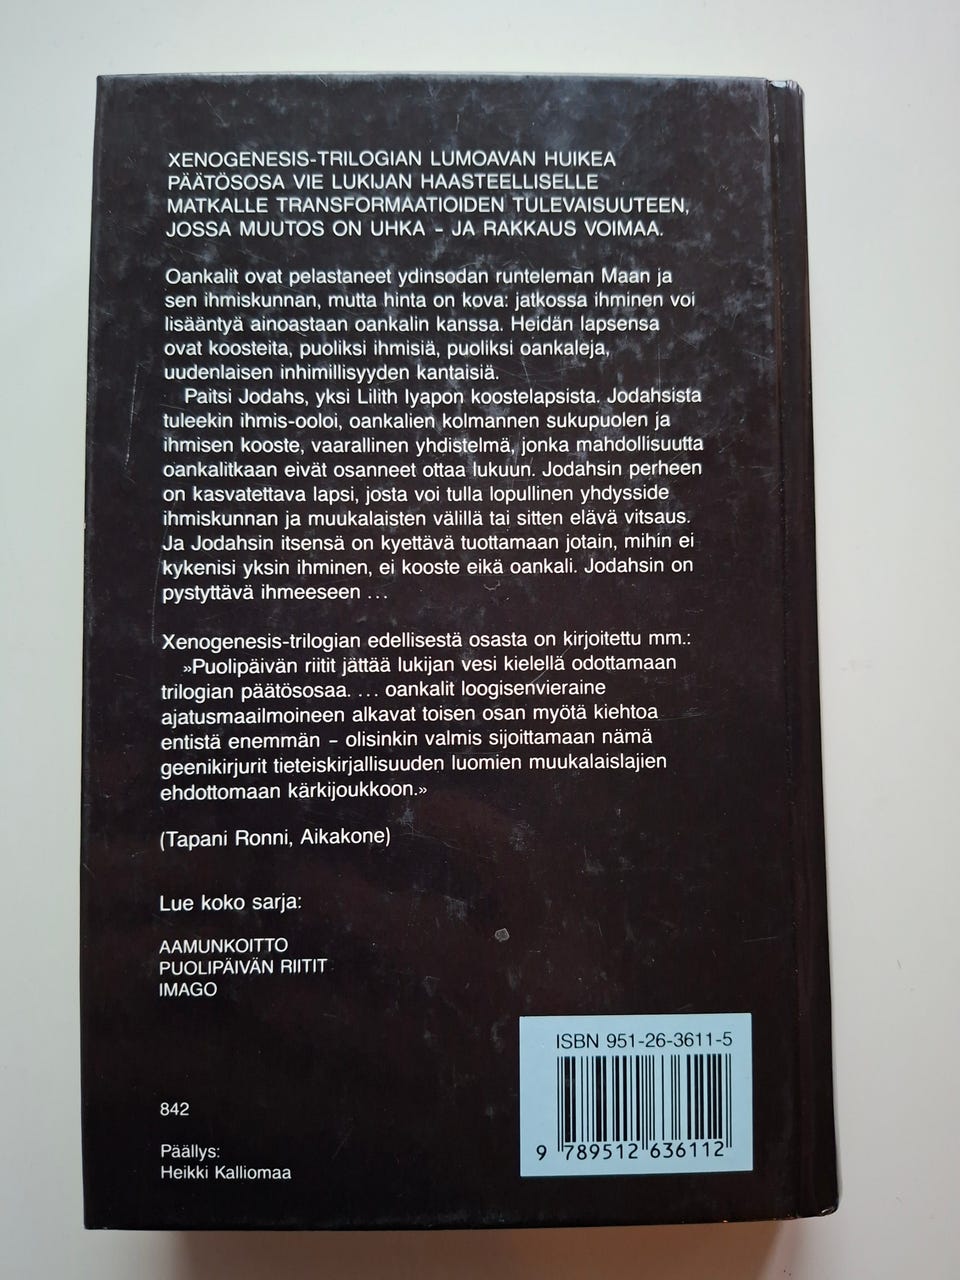 XENOGENESIS-TRILOGIAN LUMOAVAN HUIKEA
PÄÄTÖSOSA VIE LUKIJAN HAASTEELLISELLE
MATKALLE TRANSFORMAATIOIDEN TULEVAISUUTEEN,
JOSSA MUUTOS ON UHKA – JA RAKKAUS VOIMAA.
Oankalit ovat pelastaneet ydinsodan runteleman Maan ja
sen ihmiskunnan, mutta hinta on kova: jatkossa ihminen voi
lisääntyä ainoastaan oankalin kanssa. Heidän lapsensa
ovat koosteita, puoliksi ihmisiä, puoliksi oankaleja,
uudenlaisen inhimillisyyden kantaisiä.
Paitsi Jodahs, yksi Lilith Iyapon koostelapsista. Jodahsista
tuleekin ihmis-ooloi, oankalien kolmannen sukupuolen ja
ihmisen kooste, vaarallinen yhdistelmä, jonka mahdollisuutta
oankalitkaan eivät osanneet ottaa lukuun. Jodahsin perheen
on kasvatettava lapsi, josta voi tulla lopullinen yhdysside
ihmiskunnan ja muukalaisten välillä tai sitten elävä vitsaus.
Ja Jodahsin itsensä on kyettävä tuottamaan jotain, mihin ei
kykenisi yksin ihminen, ei kooste eikä oankali. Jodahsin on
pystyttävä ihmeeseen ...
Xenogenesis-trilogian edellisestä osasta on kirjoitettu mm.:
»Puolipäivän riitit jättää lukijan vesi kielellä odottamaan
trilogian päätösosaa. ... oankalit loogisenvieraine
ajatusmaailmoineen alkavat toisen osan myötä kiehtoa
entistä enemmän – olisinkin valmis sijoittamaan nämä
geenikirjurit tieteiskirjallisuuden luomien muukalaislajien
ehdottomaan kärkijoukkoon.»
(Tapani Ronni, Aikakone)
Lue koko sarja:
AAMUNKOITTO
PUOLIPÄIVÄN RIITIT
IMAGO
ISBN 951-26-3611-5
9 789512 636112
842
Päällys:
Heikki Kalliomaa